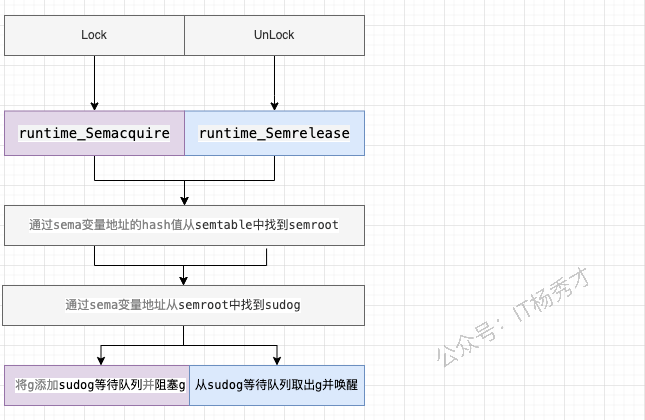 Lock
UnLock
runtime_Semacquire
runtime_Semrelease
通过sema变量地址的hash值从semtable中找到semroot
通过sema变量地址从semroot中找到sudog
将g添加sudog等待队列并阻塞g
从sudog等待队列取出g并唤醒
公众号：IT杨秀才